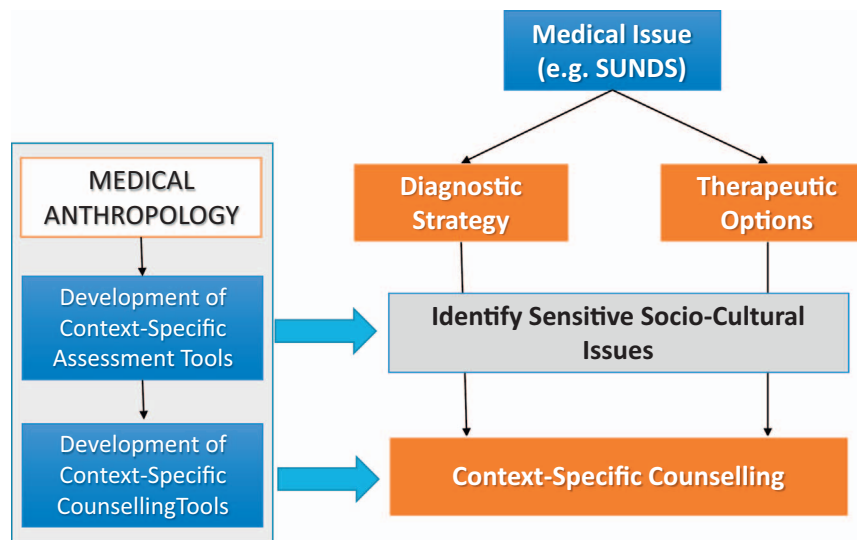 Medical Issue
(e.g. SUNDS)
MEDICAL
ANTHROPOLOGY
Diagnostic
Strategy
Therapeutic
Options
Development of
Context-Specific
Assessment Tools
Identify Sensitive Socio-Cultural
Issues
Development of
Context-Specific
CounsellingTools
Context-Specific Counselling